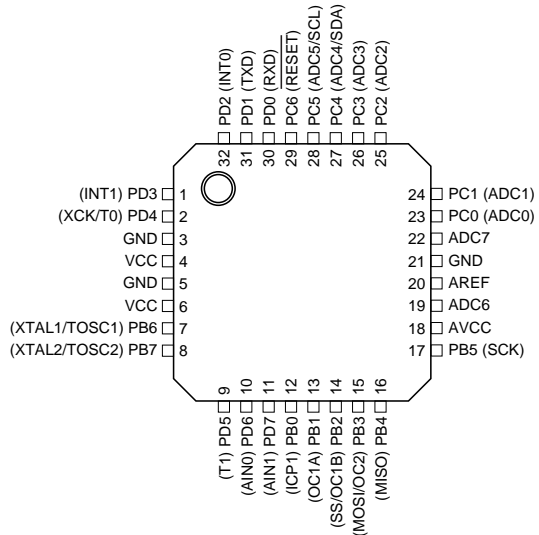 PD2 (INT0)
PD1 (TXD)
PD0 (RXD)
PC6 (RESET)
PC5 (ADC5/SCL)
PC4 (ADC4/SDA)
PC3 (ADC3)
PC2 (ADC2)
32
31
30
29
28
27
26
25
(INT1) PD3 1
(XCK/T0) PD4 2
GND 3
VCC 4
GND 5
VCC 6
(XTAL1/TOSC1) PB6 7
(XTAL2/TOSC2) PB7 8
24 PC1 (ADC1)
23 PC0 (ADC0)
22 ADC7
21 GND
20 AREF
19 ADC6
18 AVCC
17 PB5 (SCK)
9
10
11
12
13
14
15
16
(T1) PD5
(AIN0) PD6
(AIN1) PD7
(ICP1) PB0
(OC1A) PB1
(SS/OC1B) PB2
(MOSI/OC2) PB3
(MISO) PB4